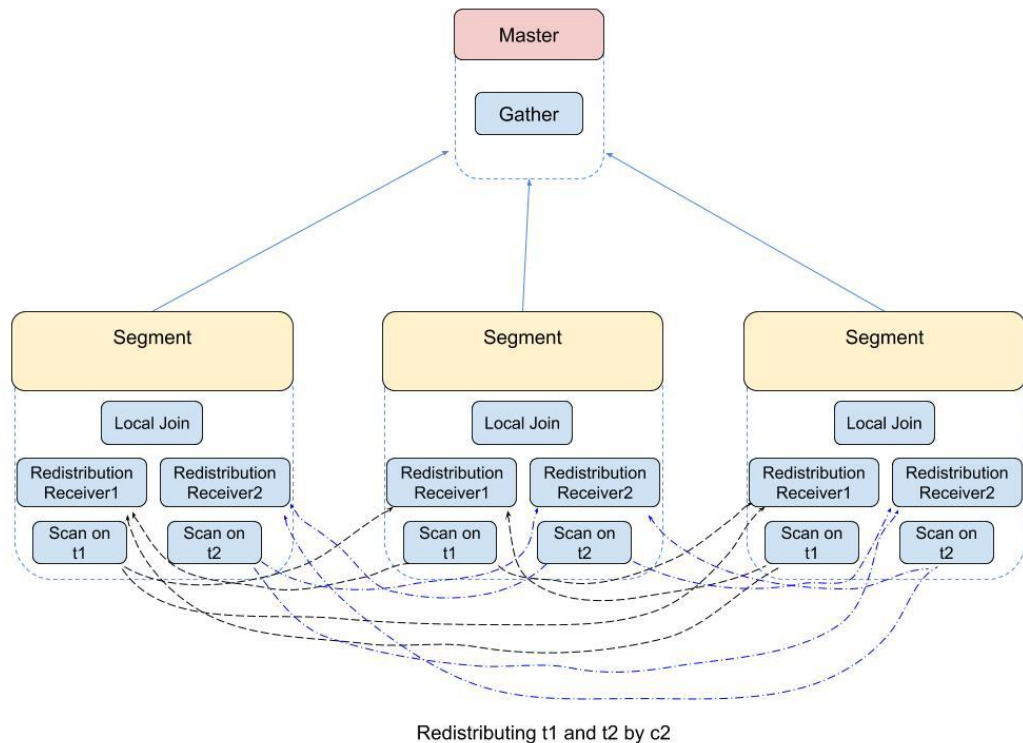 Master
Gather
Segment
Segment
Segment
Local Join
Local Join
Local Join
Redistribution
Receiver1
Redistribution
Receiver2
Redistribution
Receiver1
Redistribution
Receiver2
Redistribution
Receiver1
Redistribution
Receiver2
Scan on
t1
Scan on
t2
Scan on
t1
Scan on
t2
Scan on
t1
Scan on
t2
Redistributing t1 and t2 by c2